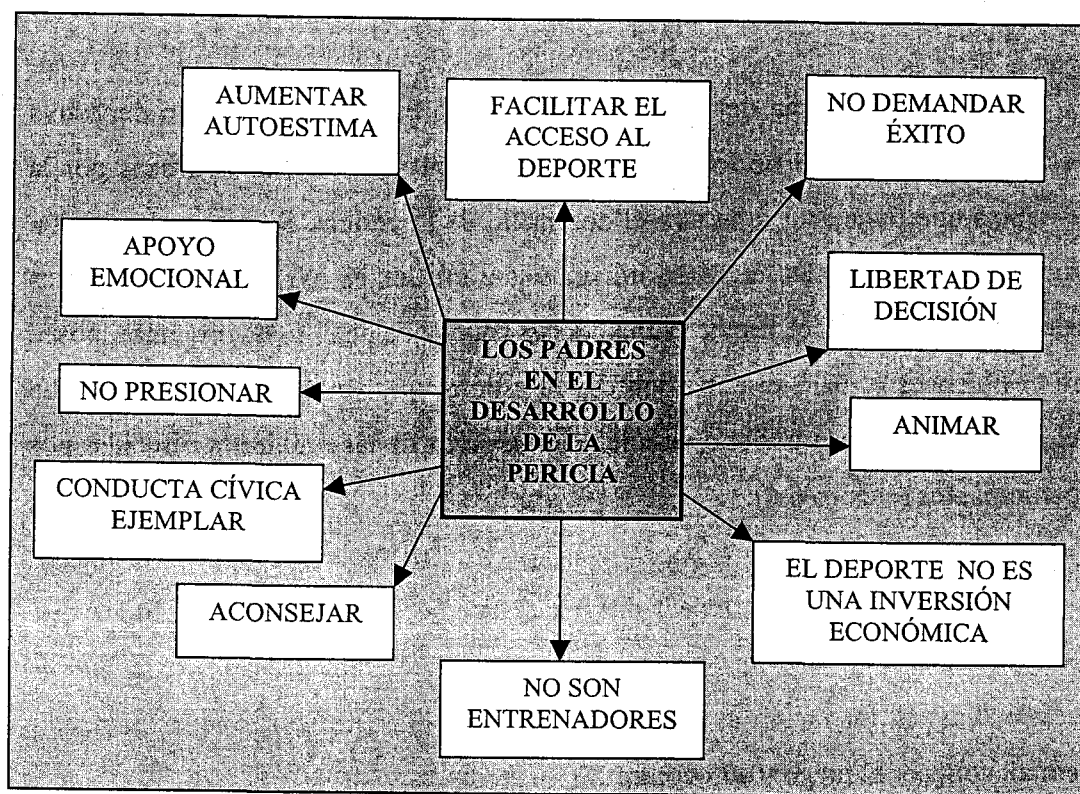 AUMENTAR
AUTOESTIMA
FACILITAR EL
ACCESO AL
DEPORTE
NO DEMANDAR
ÉXITO
APOYO
EMOCIONAL
LIBERTAD DE
DECISIÓN
LOS PADRES
EN EL
DESARROLLO
DE LA
PERICIA
NO PRESIONAR
ANIMAR
CONDUCTA CÍVICA
EJEMPLAR
EL DEPORTE NO ES
UNA INVERSIÓN
ECONÓMICA
ACONSEJAR
NO SON
ENTRENADORES